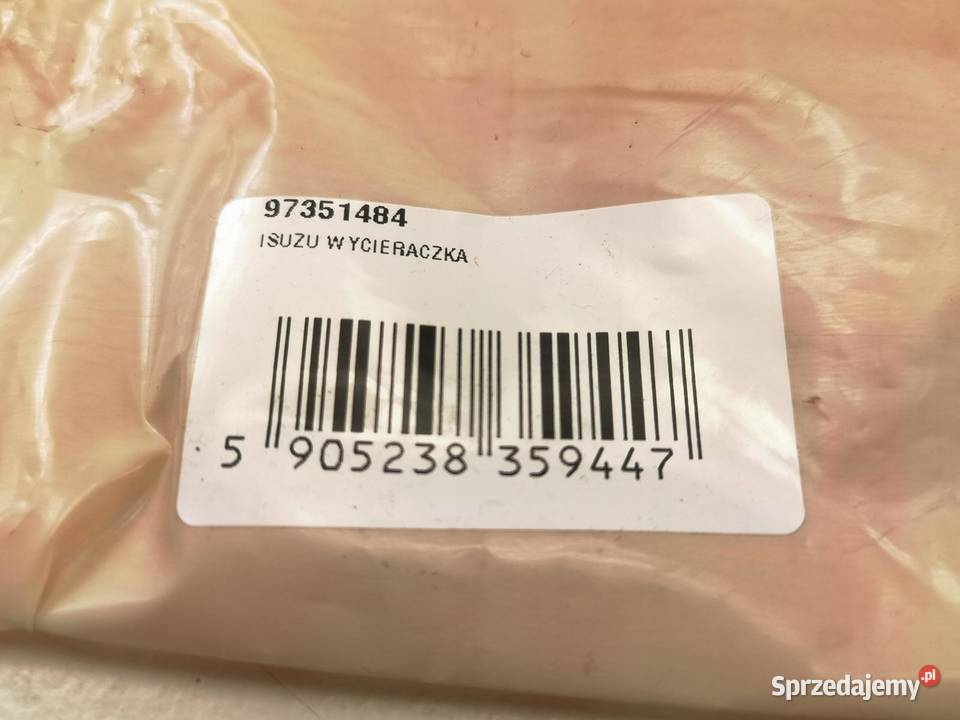 97351484
ISUZU WYCIERACZKA
5 905238 359447
Sprzedajemy.pl